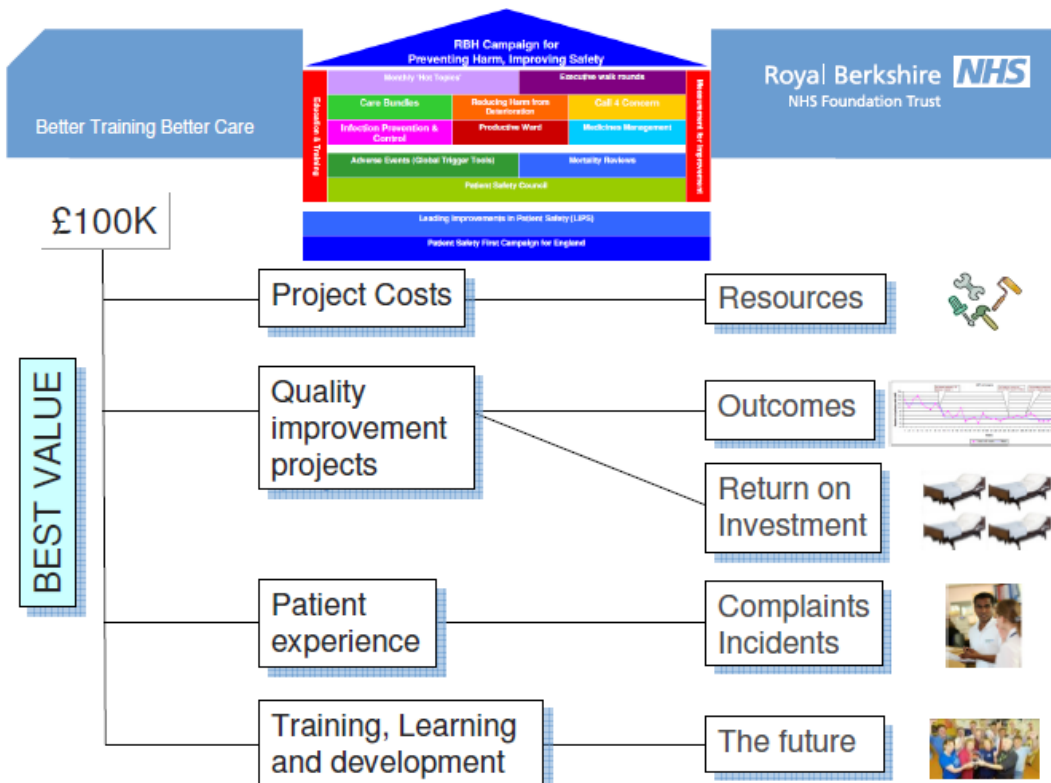 RBH Campaign for
Preventing Harm, Improving Safety
Monthly 'Hot Topics'
Executive walk rounds
Education & Training
Measurement for Improvement
Care Bundles
Reducing Harm from
Deterioration
Call 4 Concern
Infection Prevention &
Control
Productive Ward
Medicines Management
Adverse Events (Global Trigger Tools)
Mortality Reviews
Patient Safety Council
Leading Improvements in Patient Safety (LIPS)
Patient Safety First Campaign for England
Better Training Better Care
Royal Berkshire NHS
NHS Foundation Trust
£100K
BEST VALUE
Project Costs
Resources
Quality
improvement
projects
Outcomes
Return on
Investment
Patient
experience
Complaints
Incidents
Training, Learning
and development
The future